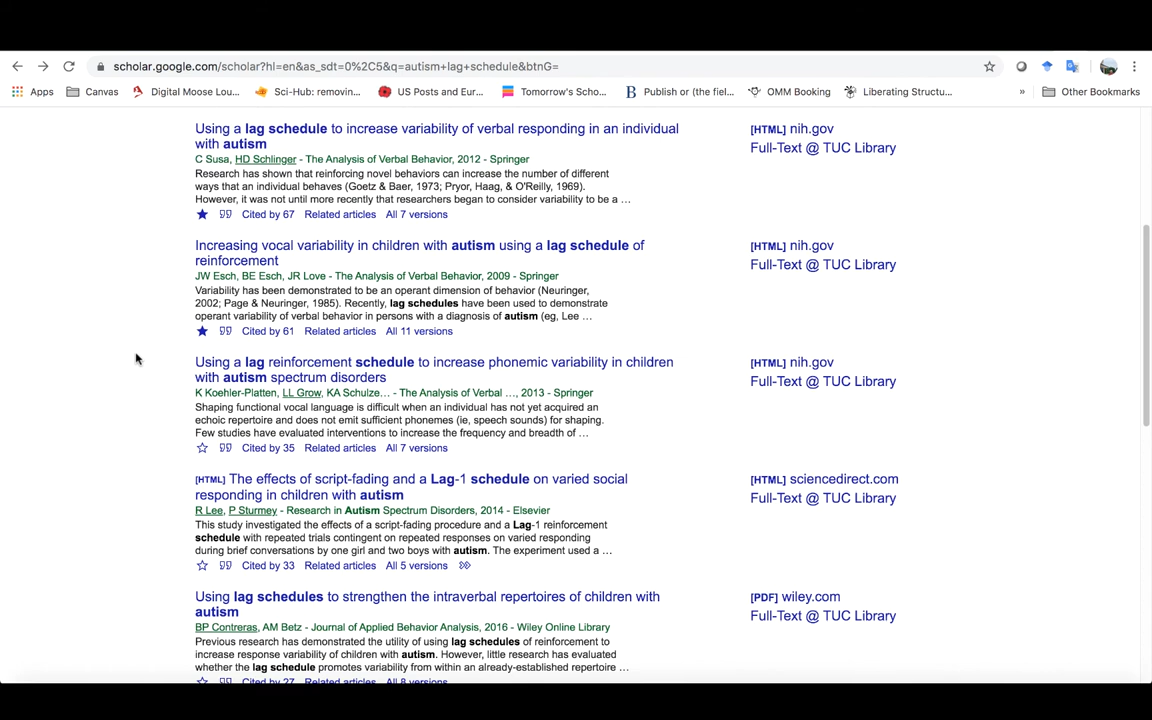 scholar.google.com/scholar?hl=en&as_sdt=0%2C5&q=autism+lag+schedule&btnG=
Apps Canvas Digital Moose Lou... Sci-Hub: removin... US Posts and Eur... Tomorrow's Scho... Publish or (the fiel... OMM Booking Liberating Structu... » Other Bookmarks
Using a lag schedule to increase variability of verbal responding in an individual
with autism
[HTML] nih.gov
Full-Text @ TUC Library
C Susa, HD Schlinger - The Analysis of Verbal Behavior, 2012 - Springer
Research has shown that reinforcing novel behaviors can increase the number of different
ways that an individual behaves (Goetz & Baer, 1973; Pryor, Haag, & O'Reilly, 1969).
However, it was not until more recently that researchers began to consider variability to be a ...
Cited by 67 Related articles All 7 versions
Increasing vocal variability in children with autism using a lag schedule of
reinforcement
[HTML] nih.gov
Full-Text @ TUC Library
JW Esch, BE Esch, JR Love - The Analysis of Verbal Behavior, 2009 - Springer
Variability has been demonstrated to be an operant dimension of behavior (Neuringer,
2002; Page & Neuringer, 1985). Recently, lag schedules have been used to demonstrate
operant variability of verbal behavior in persons with a diagnosis of autism (eg, Lee ...
Cited by 61 Related articles All 11 versions
Using a lag reinforcement schedule to increase phonemic variability in children
with autism spectrum disorders
[HTML] nih.gov
Full-Text @ TUC Library
K Koehler-Platten, LL Grow, KA Schulze... - The Analysis of Verbal ..., 2013 - Springer
Shaping functional vocal language is difficult when an individual has not yet acquired an
echoic repertoire and does not emit sufficient phonemes (ie, speech sounds) for shaping.
Few studies have evaluated interventions to increase the frequency and breadth of ...
Cited by 35 Related articles All 7 versions
[HTML] The effects of script-fading and a Lag-1 schedule on varied social
responding in children with autism
[HTML] sciencedirect.com
Full-Text @ TUC Library
R Lee, P Sturmey - Research in Autism Spectrum Disorders, 2014 - Elsevier
This study investigated the effects of a script-fading procedure and a Lag-1 reinforcement
schedule with repeated trials contingent on repeated responses on varied responding
during brief conversations by one girl and two boys with autism. The experiment used a ...
Cited by 33 Related articles All 5 versions
Using lag schedules to strengthen the intraverbal repertoires of children with
autism
[PDF] wiley.com
Full-Text @ TUC Library
BP Contreras, AM Betz - Journal of Applied Behavior Analysis, 2016 - Wiley Online Library
Previous research has demonstrated the utility of using lag schedules of reinforcement to
increase response variability of children with autism. However, little research has evaluated
whether the lag schedule promotes variability from within an already-established repertoire ...
Cited by 27 Related articles All 8 versions